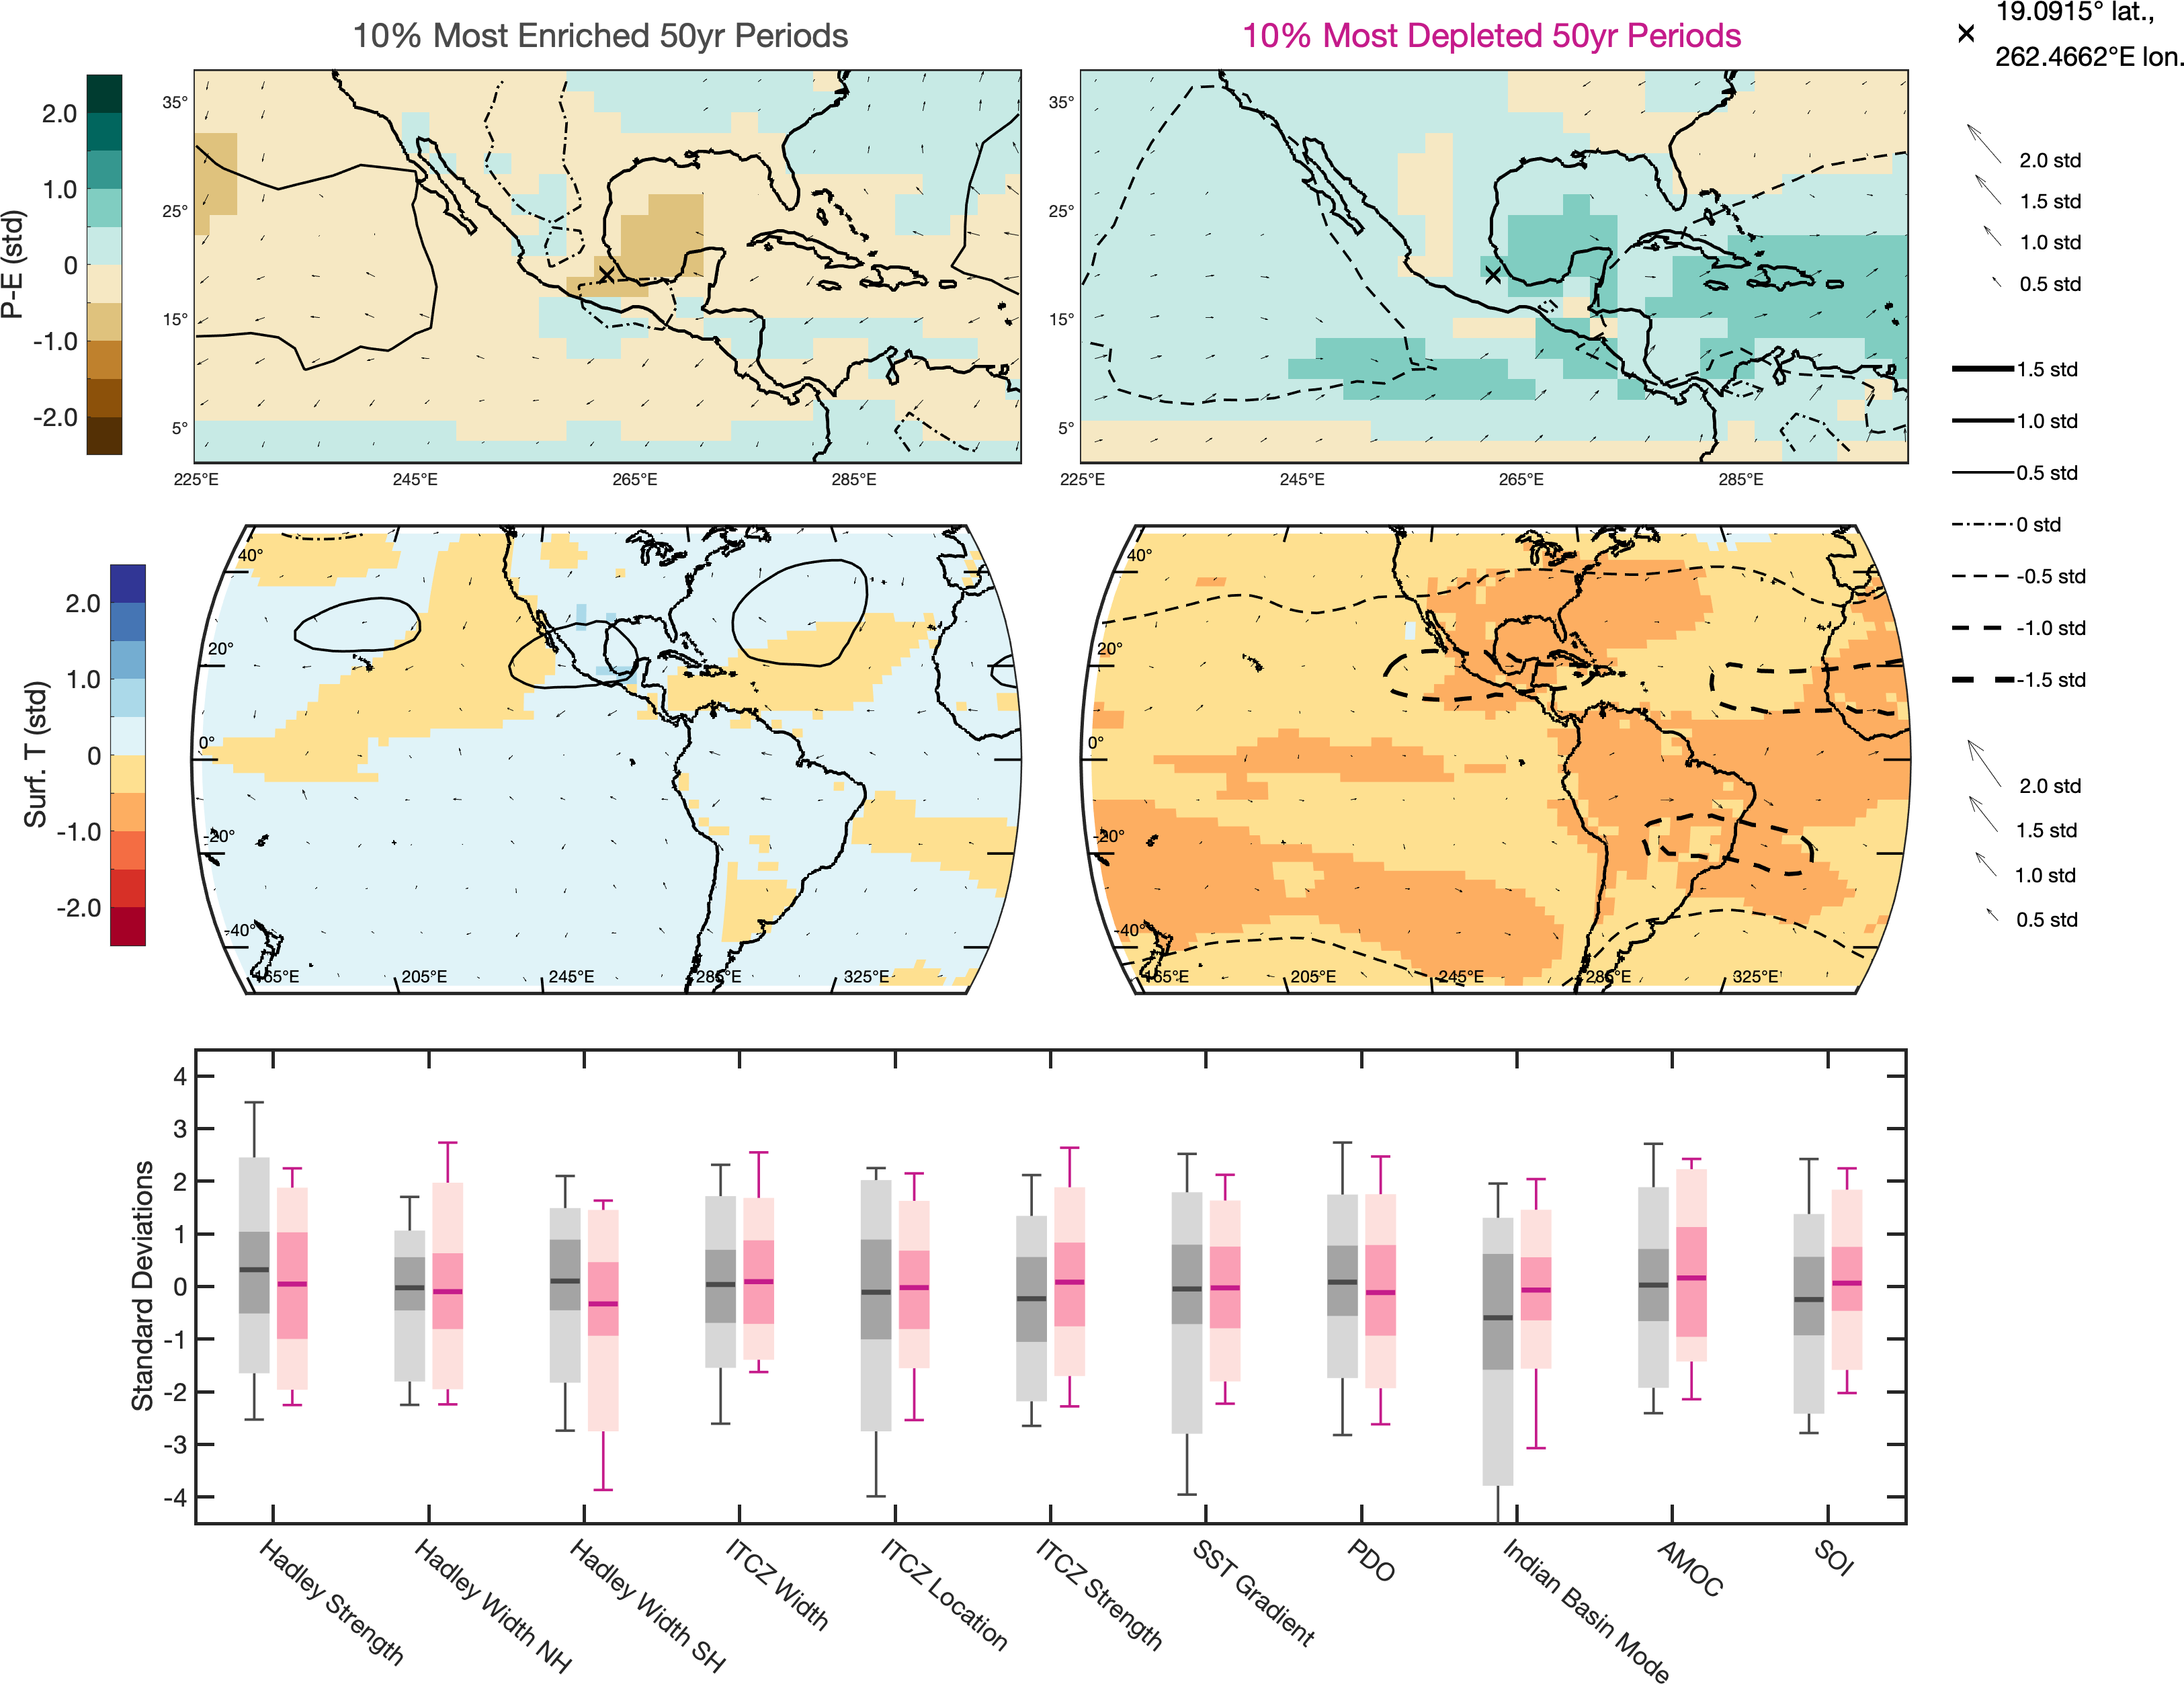 10% Most Enriched 50yr Periods
10% Most Depleted 50yr Periods
19.0915° lat.,
262.4662°E lon.
P-E (std)
2.0
1.0
0
-1.0
-2.0
35°
25°
15°
5°
225°E
245°E
265°E
285°E
35°
25°
15°
5°
225°E
245°E
265°E
285°E
2.0 std
1.5 std
1.0 std
0.5 std
1.5 std
1.0 std
0.5 std
0 std
-0.5 std
-1.0 std
-1.5 std
Surf. T (std)
2.0
1.0
0
-1.0
-2.0
40°
20°
0°
-20°
-40°
165°E
205°E
245°E
285°E
325°E
40°
20°
0°
-20°
-40°
165°E
205°E
245°E
285°E
325°E
2.0 std
1.5 std
1.0 std
0.5 std
Standard Deviations
4
3
2
1
0
-1
-2
-3
-4
Hadley Strength
Hadley Width NH
Hadley Width SH
ITCZ Width
ITCZ Location
ITCZ Strength
SST Gradient
PDO
Indian Basin Mode
AMOC
SOI